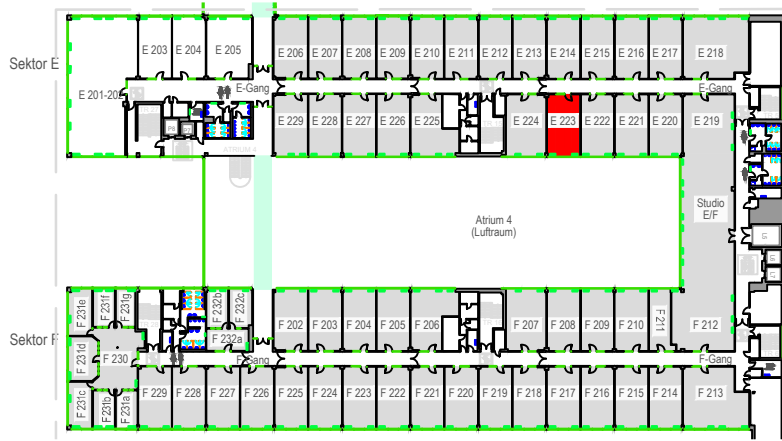 E 203
E 204
E 205
E 206
E 207
E 208
E 209
E 210
E 211
E 212
E 213
E 214
E 215
E 216
E 217
E 218
Sektor E
E-Gang
E-Gang
E 229
E 228
E 227
E 226
E 225
E 224
E 223
E 222
E 221
E 220
E 219
ATRIUM 4
Studio
E/F
Atrium 4
(Luftraum)
F 231e
F 231f
F 231g
F 232b
F 232c
F 202
F 203
F 204
F 205
F 206
F 207
F 208
F 209
F 210
F 211
F 212
Sektor F
F 231d
F 230
F 232a
F-Gang
F-Gang
F 231c
F 231b
F 231a
F 229
F 228
F 227
F 226
F 225
F 224
F 223
F 222
F 221
F 220
F 219
F 218
F 217
F 216
F 215
F 214
F 213